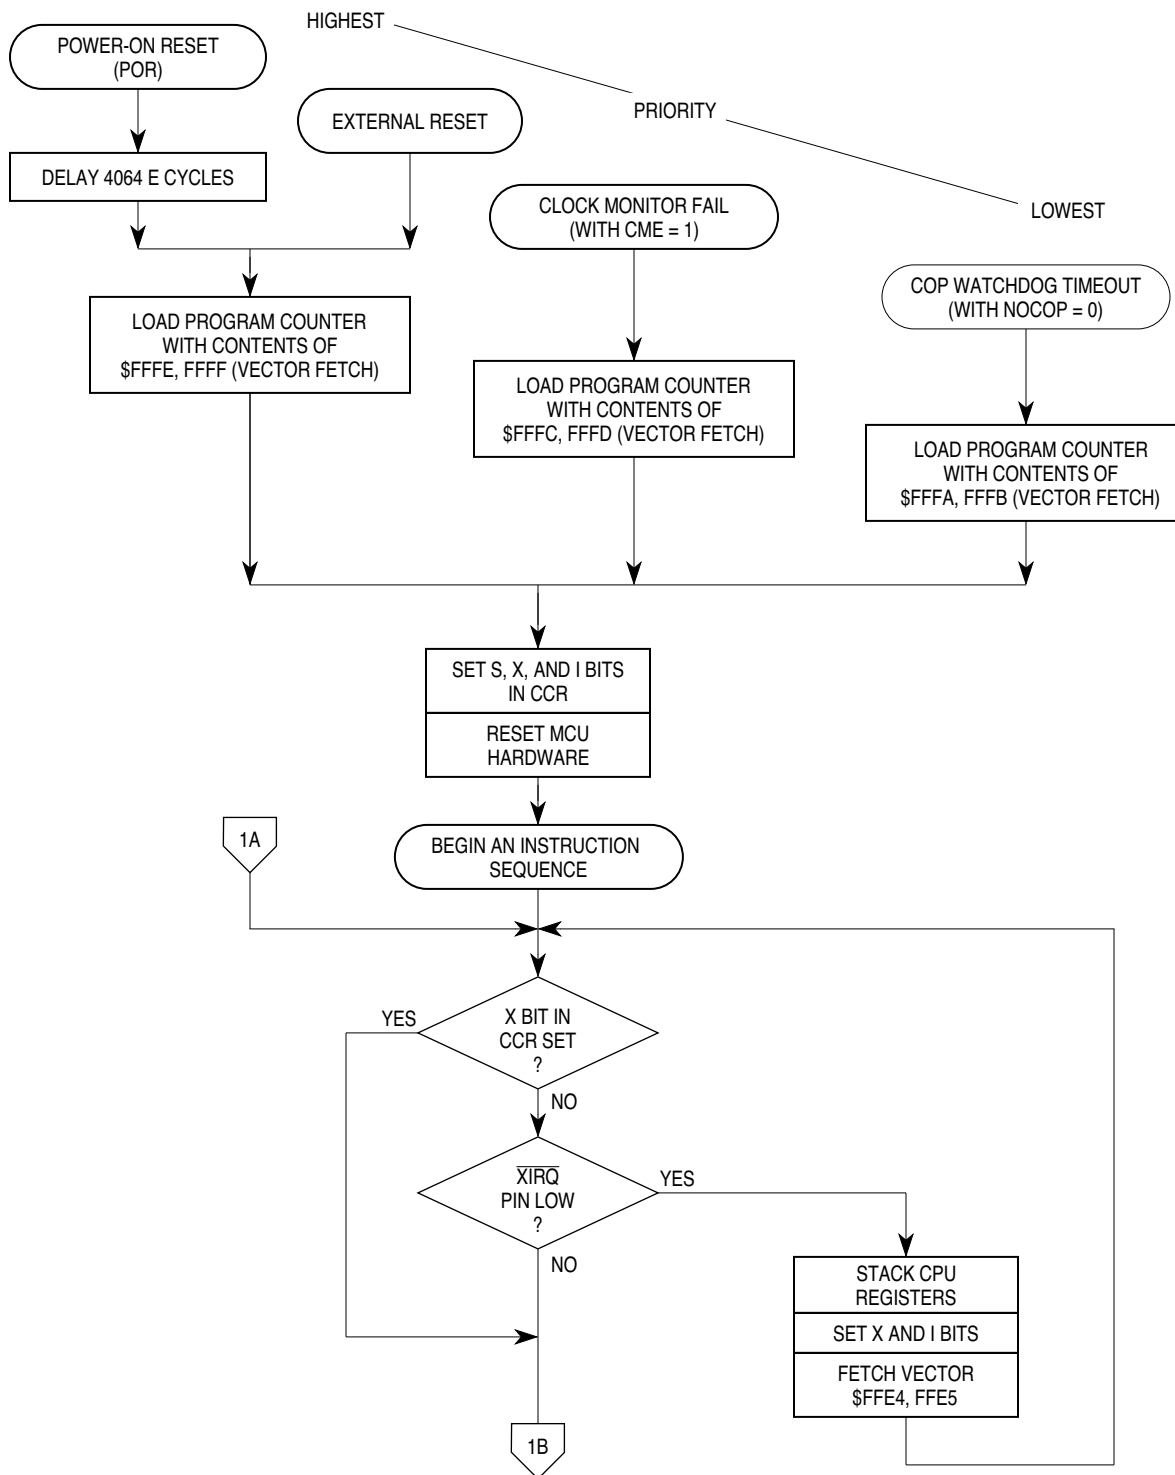 HIGHEST
POWER-ON RESET
(POR)
PRIORITY
EXTERNAL RESET
DELAY 4064 E CYCLES
LOWEST
CLOCK MONITOR FAIL
(WITH CME = 1)
COP WATCHDOG TIMEOUT
(WITH NOCOP = 0)
LOAD PROGRAM COUNTER
WITH CONTENTS OF
$FFFE, FFFF (VECTOR FETCH)
LOAD PROGRAM COUNTER
WITH CONTENTS OF
$FFFC, FFFD (VECTOR FETCH)
LOAD PROGRAM COUNTER
WITH CONTENTS OF
$FFFA, FFFB (VECTOR FETCH)
SET S, X, AND I BITS
IN CCR
RESET MCU
HARDWARE
1A
BEGIN AN INSTRUCTION
SEQUENCE
YES
X BIT IN
CCR SET
?
NO
XIRQ
PIN LOW
?
YES
NO
STACK CPU
REGISTERS
SET X AND I BITS
FETCH VECTOR
$FFE4, FFE5
1B